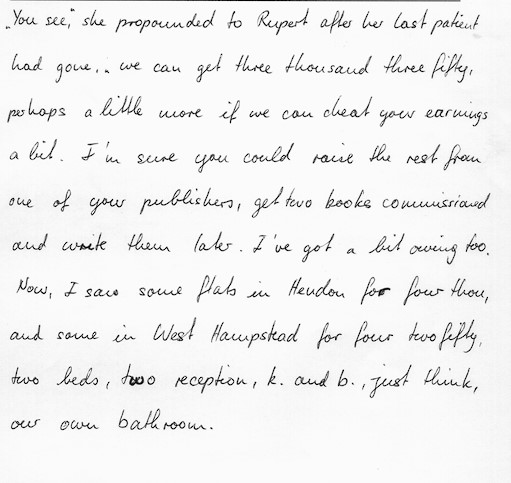 „You see," she propounded to Rupert after her last patient
had gone, „we can get three thousand three fifty,
perhaps a little more if we can cheat your earnings
a bit. I'm sure you could raise the rest from
one of your publishers, get two books commissioned
and write them later. I've got a bit owing too.
Now, I saw some flats in Hendon for four thou,
and some in West Hampstead for four two fifty,
two beds, two reception, k. and b., just think,
our own bathroom.